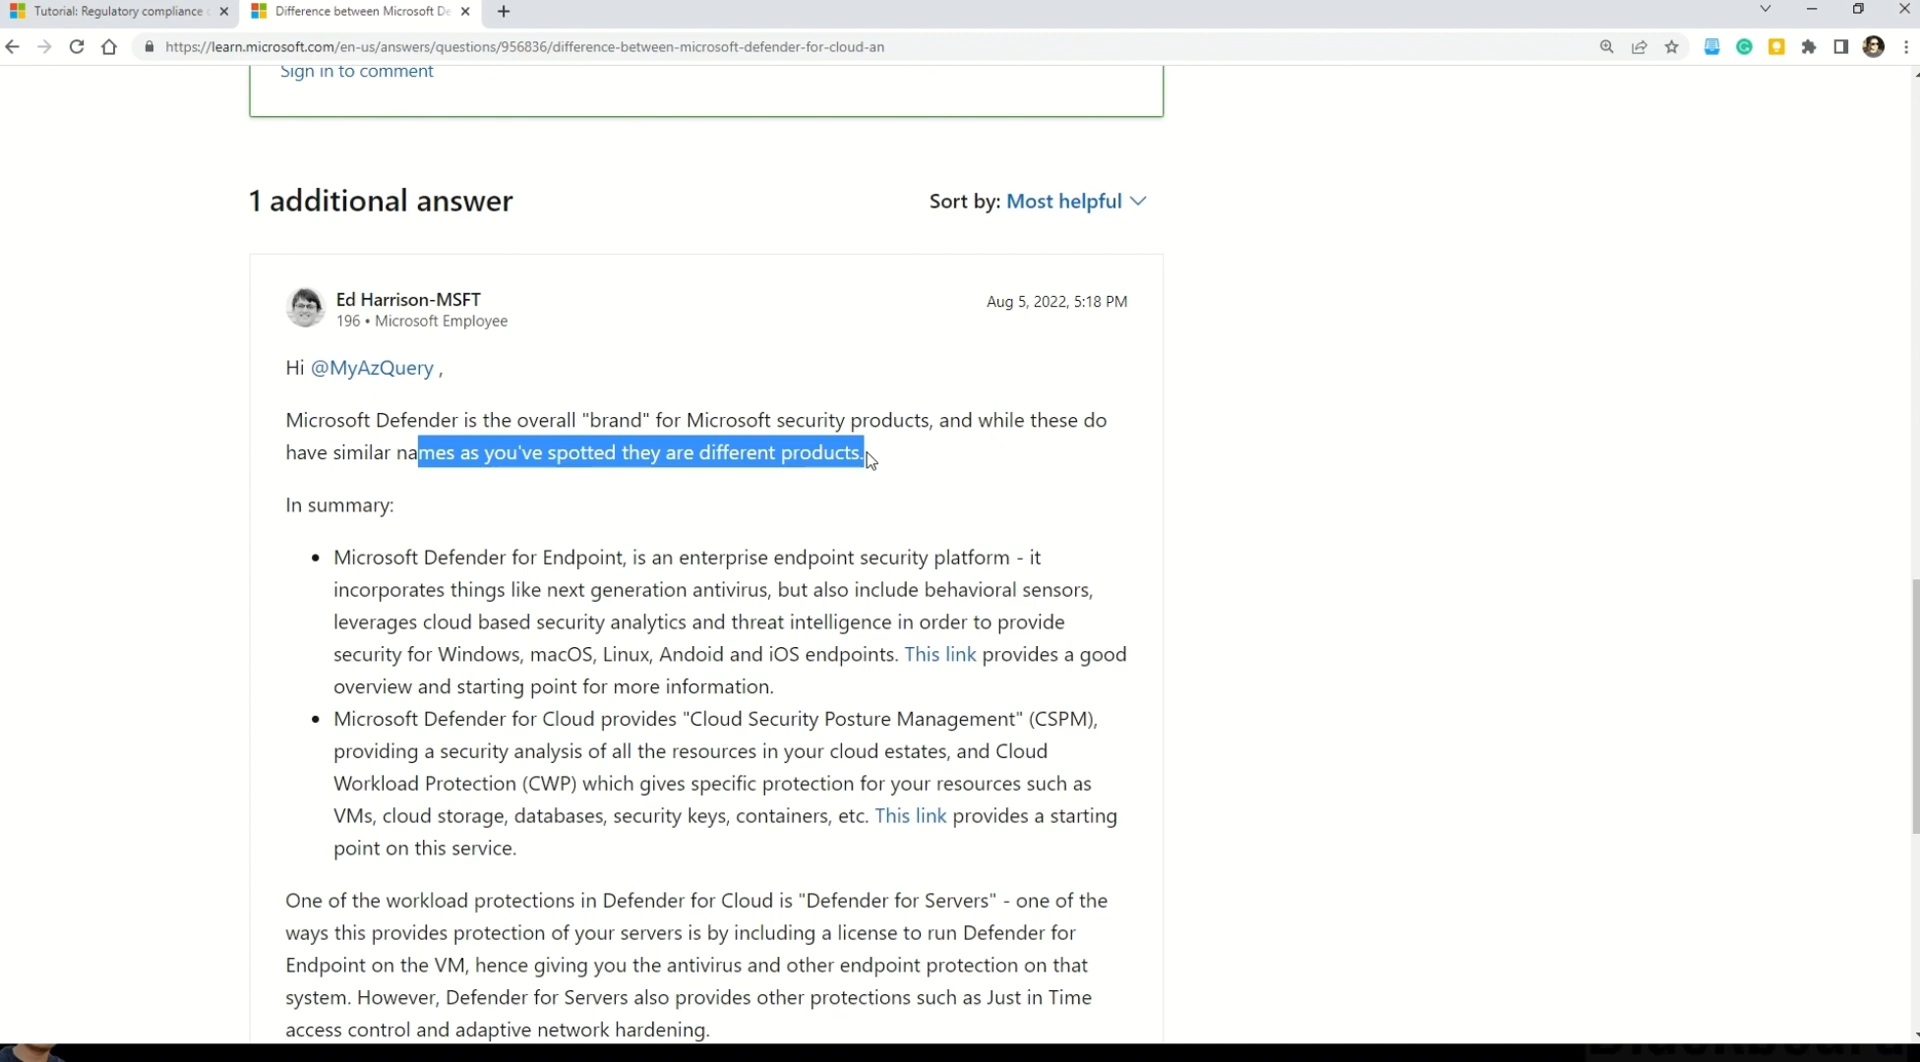 Tutorial: Regulatory compliance
Difference between Microsoft De
https://learn.microsoft.com/en-us/answers/questions/956836/difference-between-microsoft-defender-for-cloud-an
Sign in to comment
1 additional answer
Sort by: Most helpful
Ed Harrison-MSFT
Aug 5, 2022, 5:18 PM
196 • Microsoft Employee
Hi @MyAzQuery ,
Microsoft Defender is the overall "brand" for Microsoft security products, and while these do
have similar names as you've spotted they are different products.
In summary:
• Microsoft Defender for Endpoint, is an enterprise endpoint security platform - it
incorporates things like next generation antivirus, but also include behavioral sensors,
leverages cloud based security analytics and threat intelligence in order to provide
security for Windows, macOS, Linux, Andoid and iOS endpoints. This link provides a good
overview and starting point for more information.
• Microsoft Defender for Cloud provides "Cloud Security Posture Management" (CSPM),
providing a security analysis of all the resources in your cloud estates, and Cloud
Workload Protection (CWP) which gives specific protection for your resources such as
VMs, cloud storage, databases, security keys, containers, etc. This link provides a starting
point on this service.
One of the workload protections in Defender for Cloud is "Defender for Servers" - one of the
ways this provides protection of your servers is by including a license to run Defender for
Endpoint on the VM, hence giving you the antivirus and other endpoint protection on that
system. However, Defender for Servers also provides other protections such as Just in Time
access control and adaptive network hardening.